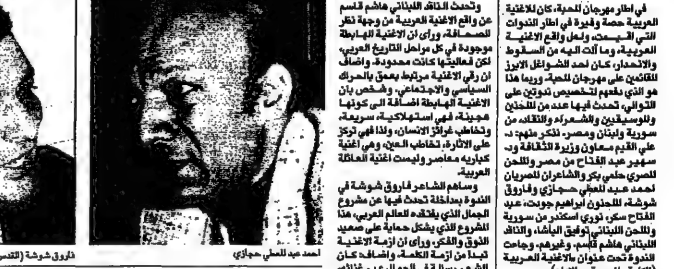 في اطار مهرجان المحبة، كان للاغنية
العربية حصة وفيرة في اطار الندوات
التي اقيمت، ولعل واقع الاغنية
العربية، وما آلت اليه من السقوط
والانحدار، كان احد الشواغل الابرز
للقائمين على مهرجان المحبة، وربما هذا
هو الذي دفعهم لتخصيص ندوتين على
التوالي، تحدث فيها عدد من الملحنين
والموسيقيين والشعراء والنقاد، من
سورية ولبنان ومصر، نذكر منهم: د.
علي القيم معاون وزيرة الثقافة ود.
سهير عبد الفتاح من مصر والملحن
المصري حلمي بكر والشاعران المصريان
احمد عبد المعطي حجازي وفاروق
شوشة، الملحنون ابراهيم جودت، عبد
الفتاح سكر، نوري اسكندر من سورية
والملحن اللبناني توفيق الباشا، والناقد
اللبناني هاشم قاسم، وغيرهم، وجاءت
الندوة تحت عنوان «الاغنية العربية
وتحدث الناقد اللبناني هاشم قاسم
عن واقع الاغنية العربية من وجهة نظر
الصحافة، ورأى ان الاغنية الهابطة
موجودة في كل مراحل التاريخ العربي،
لكن فعاليتها كانت محدودة، واضاف
ان رقي الاغنية مرتبط بعمق بالحراك
السياسي والاجتماعي، وشخص بان
الاغنية الهابطة اضافة الى كونها
هجينة، فهي استهلاكية، سريعة،
وتخاطب غرائز الانسان، ولذا فهي تركز
على الاثارة، تخاطب العين، وهي اغنية
كباريه معاصر وليست اغنية العائلة
العربية.
وساهم الشاعر فاروق شوشة في
الندوة بمداخلة تحدث فيها عن مشروع
الجمال الذي يفتقده العالم العربي، هذا
المشروع الذي يشكل حماية على صعيد
الذوق والفكر، ورأى ان ازمة الاغنية
تبدأ من ازمة الكلمة، واضاف: كان
احمد عبد المعطي حجازي
فاروق شوشة (القدس